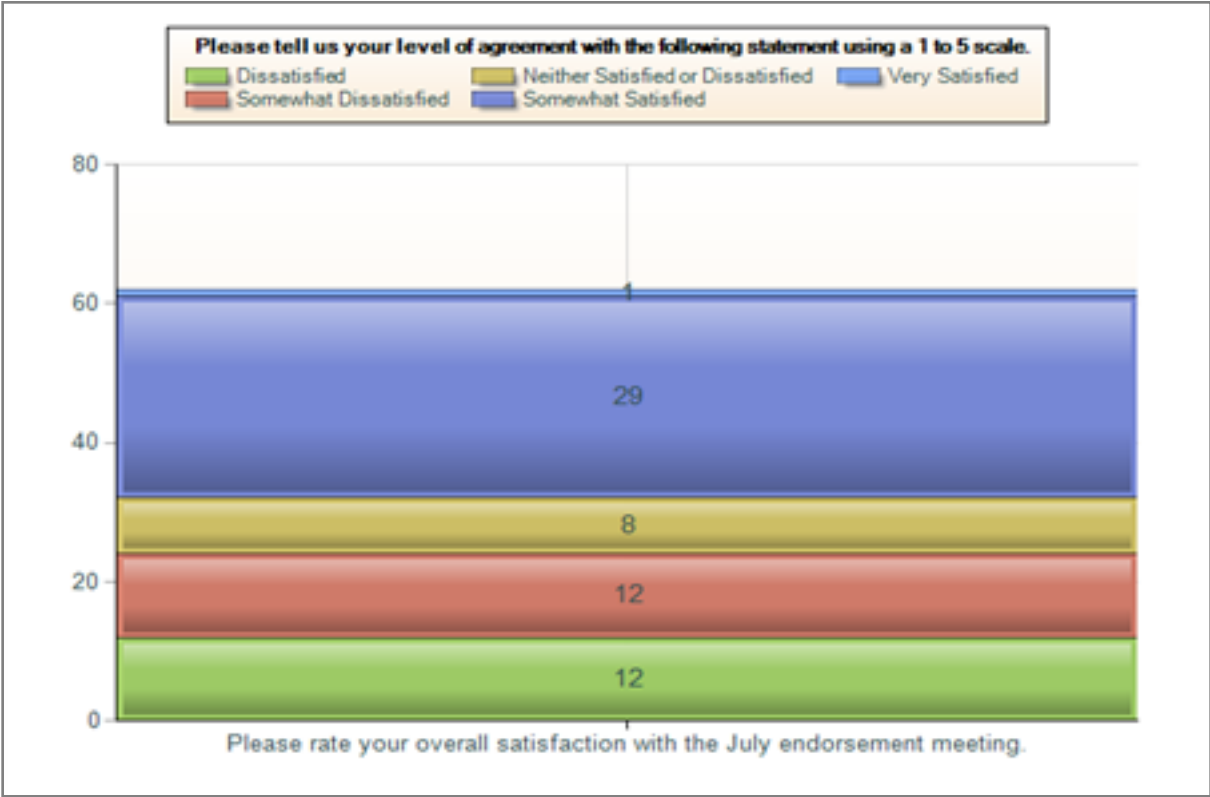 Please tell us your level of agreement with the following statement using a 1 to 5 scale.
Dissatisfied Neither Satisfied or Dissatisfied Very Satisfied
Somewhat Dissatisfied Somewhat Satisfied
80
1
60
29
40
8
20
12
12
0
Please rate your overall satisfaction with the July endorsement meeting.